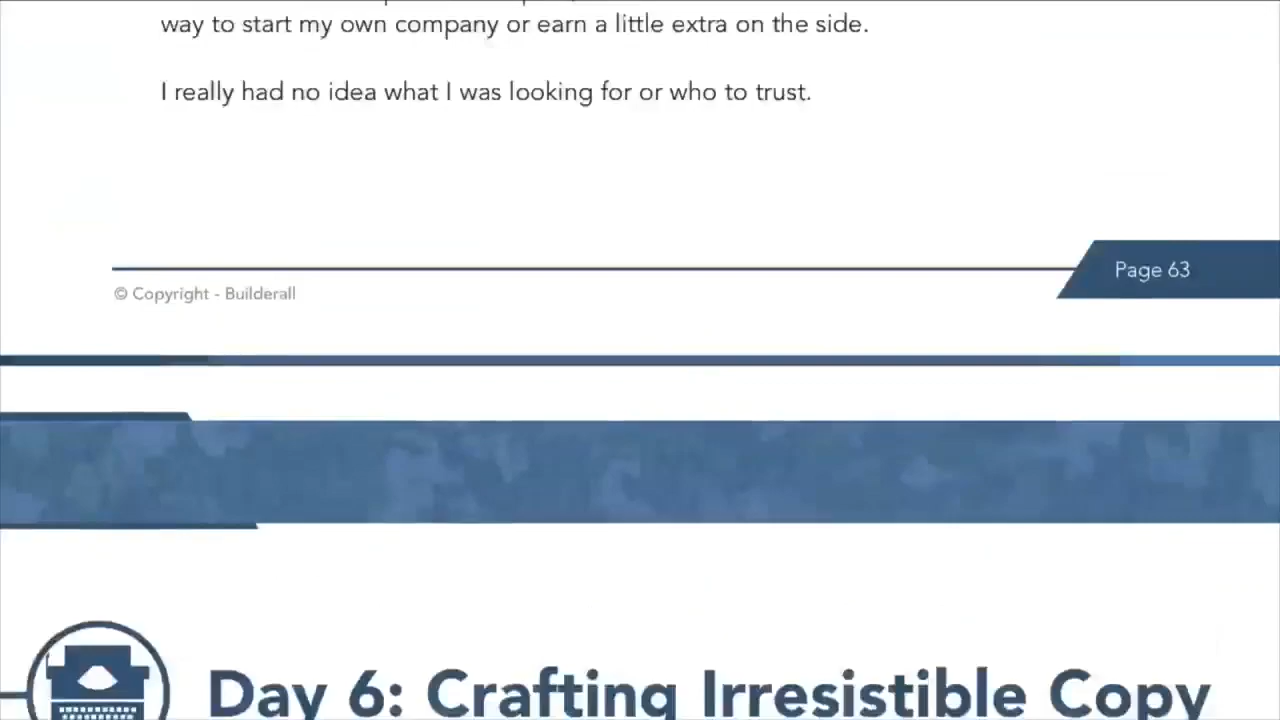 way to start my own company or earn a little extra on the side.
I really had no idea what I was looking for or who to trust.
Page 63
© Copyright - Builderall
Day 6: Crafting Irresistible Copy